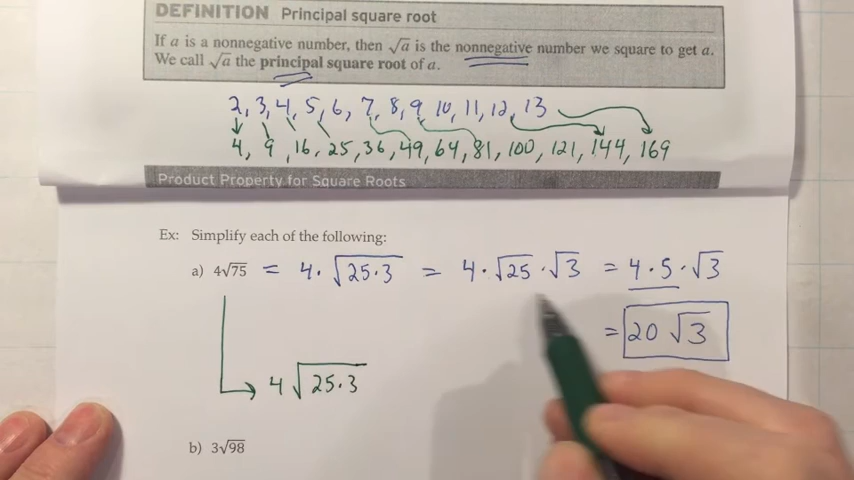 DEFINITION Principal square root
If a is a nonnegative number, then √a is the nonnegative number we square to get a.
We call √a the principal square root of a.
2, 3, 4, 5, 6, 7, 8, 9, 10, 11, 12, 13
4, 9, 16, 25, 36, 49, 64, 81, 100, 121, 144, 169
Product Property for Square Roots
Ex: Simplify each of the following:
a) 4√75 = 4·√25·3 = 4·√25·√3 = 4·5·√3
= 20√3
4√25·3
b) 3√98